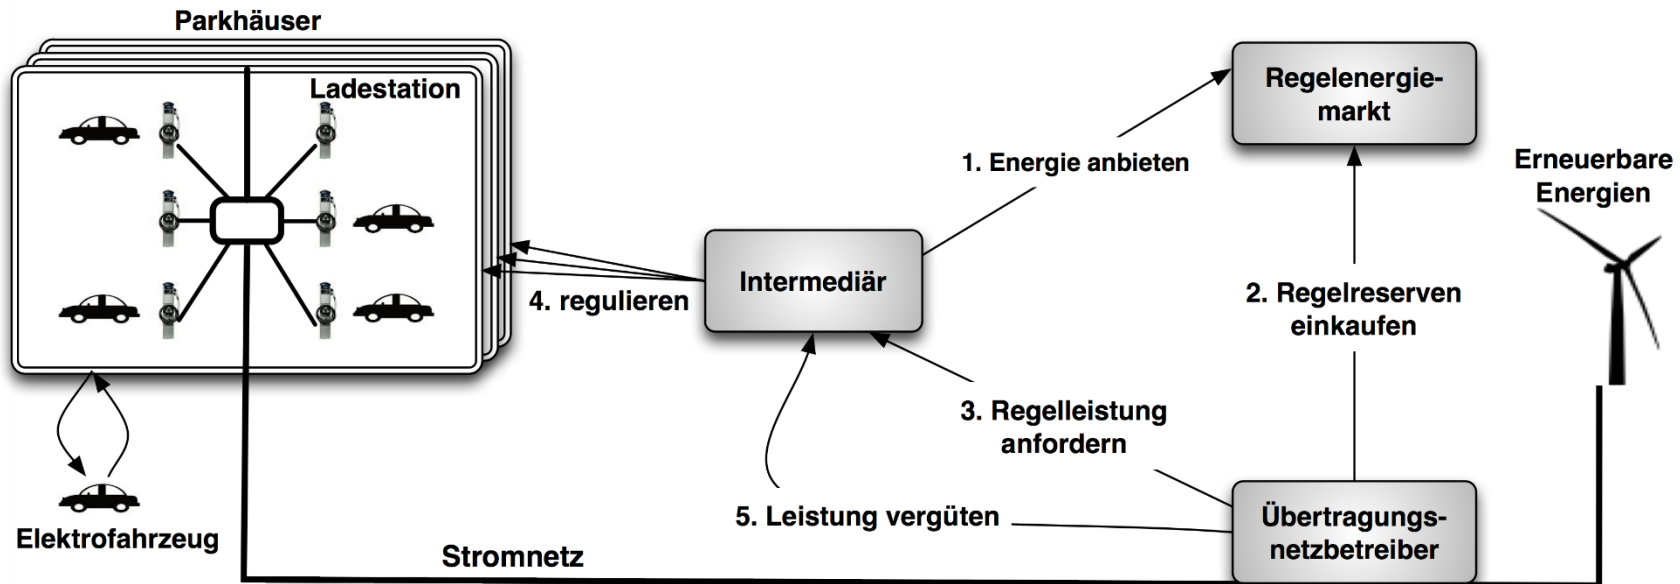 Parkhäuser
Ladestation
Regelenergie-
markt
1. Energie anbieten
Erneuerbare
Energien
Intermediär
4. regulieren
2. Regelreserven
einkaufen
3. Regelleistung
anfordern
5. Leistung vergüten
Übertragungs-
netzbetreiber
Elektrofahrzeug
Stromnetz